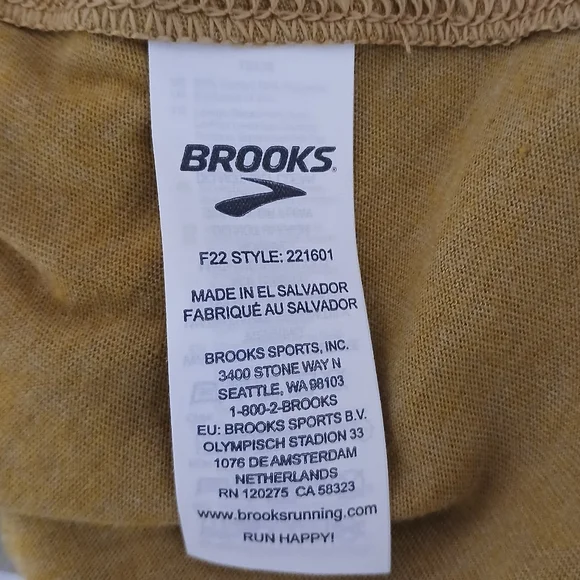 BROOKS®
F22 STYLE: 221601
MADE IN EL SALVADOR
FABRIQUÉ AU SALVADOR
BROOKS SPORTS, INC.
3400 STONE WAY N
SEATTLE, WA 98103
1-800-2-BROOKS
EU: BROOKS SPORTS B.V.
OLYMPISCH STADION 33
1076 DE AMSTERDAM
NETHERLANDS
RN 120275 CA 58323
www.brooksrunning.com
RUN HAPPY!